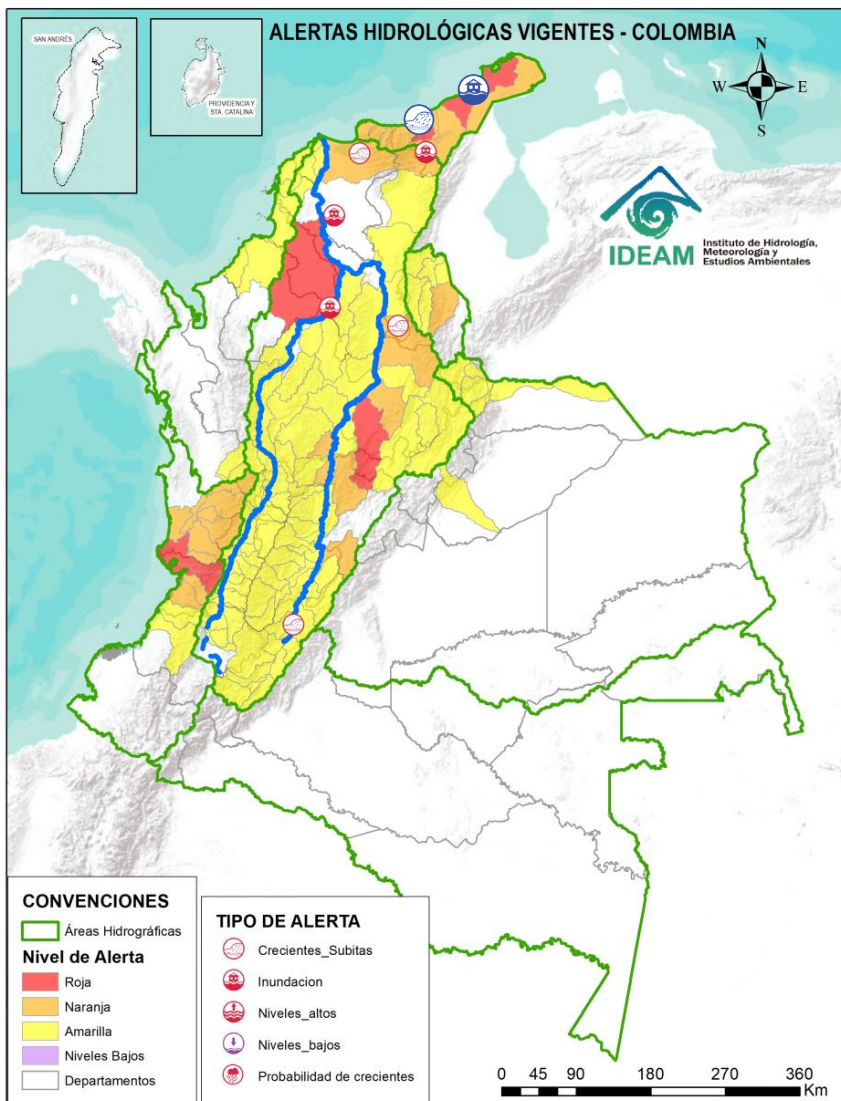 ALERTAS HIDROLÓGICAS VIGENTES - COLOMBIA
SAN ANDRÉS
PROVIDENCIA Y
STA. CATALINA
N
W
E
S
IDEAM
Instituto de Hidrología,
Meteorología y
Estudios Ambientales
CONVENCIONES
Áreas Hidrográficas
Nivel de Alerta
Roja
Naranja
Amarilla
Niveles Bajos
Departamentos
TIPO DE ALERTA
Crecientes_Subitas
Inundacion
Niveles_altos
Niveles_bajos
Probabilidad de crecientes
0 45 90 180 270 360
Km